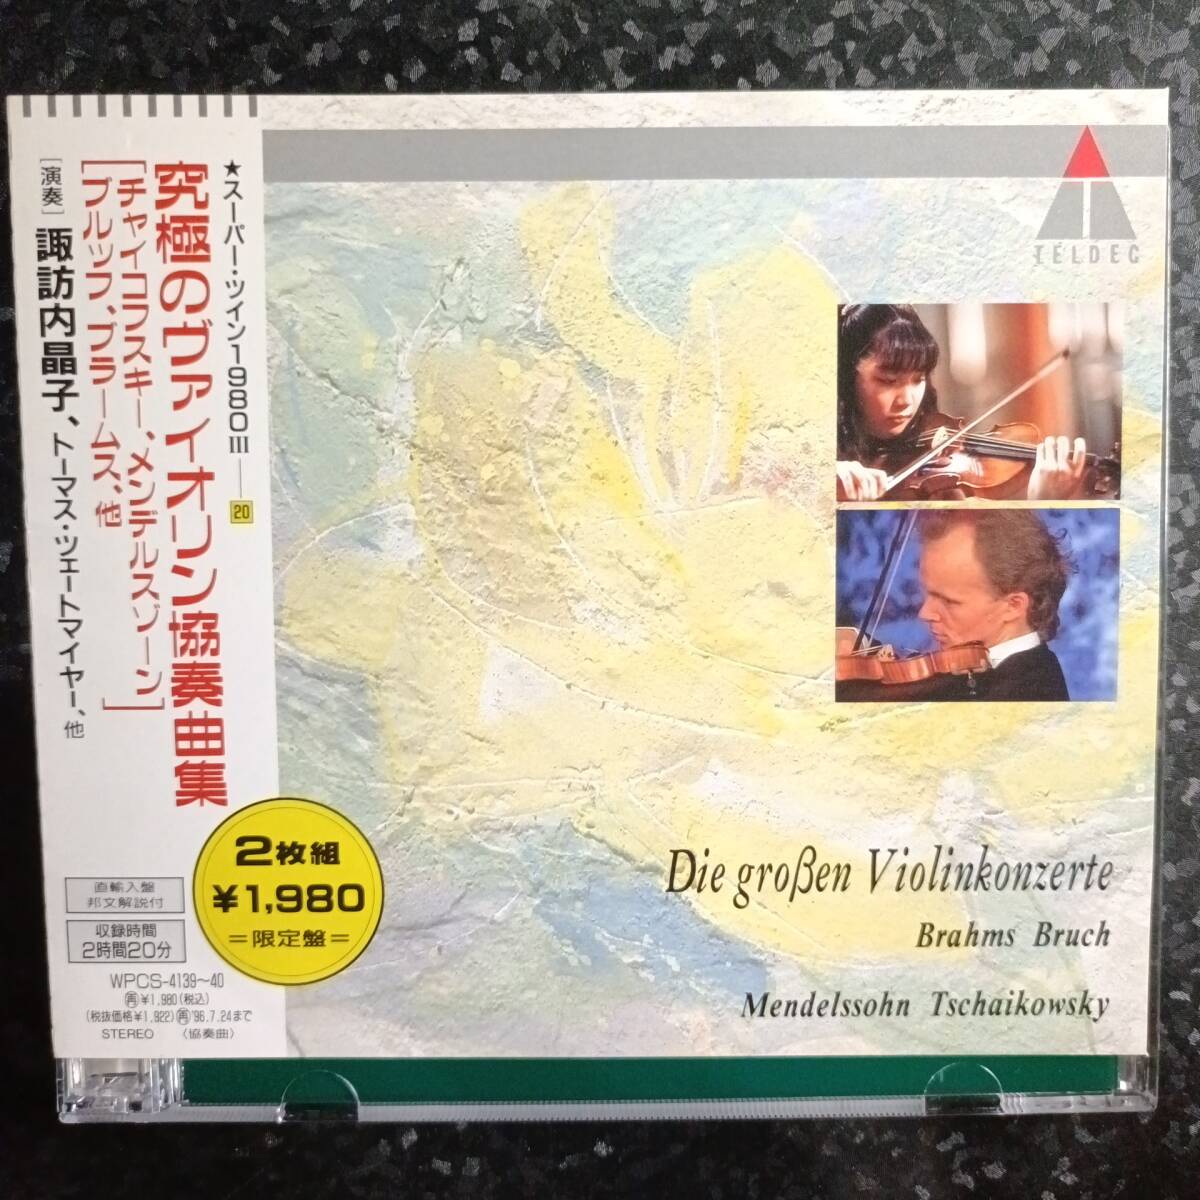 ★スーパー・ツイン1980Ⅲ──20
究極のヴァイオリン協奏曲集
[チャイコフスキー、メンデルスゾーン
ブルッフ、ブラームス、他]
[演奏] 諏訪内晶子、トーマス・ツェートマイヤー、他
2枚組
¥1,980
=限定盤=
直輸入盤
邦文解説付
収録時間
2時間20分
WPCS-4139〜40
㋐¥1,980(税込)
(税抜価格¥1,922)㋐'96.7.24まで
STEREO 〈協奏曲〉
TELDEC
Die großen Violinkonzerte
Brahms Bruch
Mendelssohn Tschaikowsky